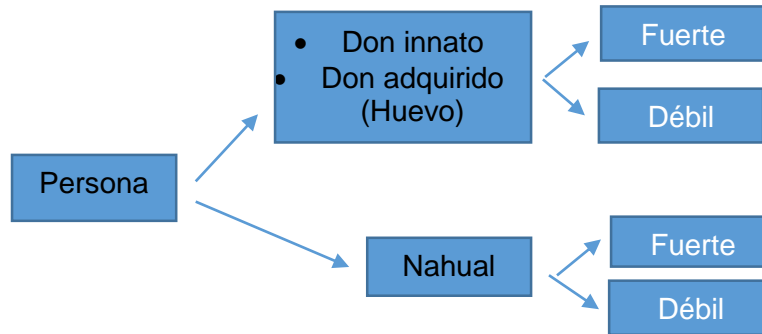 Persona
• Don innato
• Don adquirido
(Huevo)
Fuerte
Débil
Nahual
Fuerte
Débil